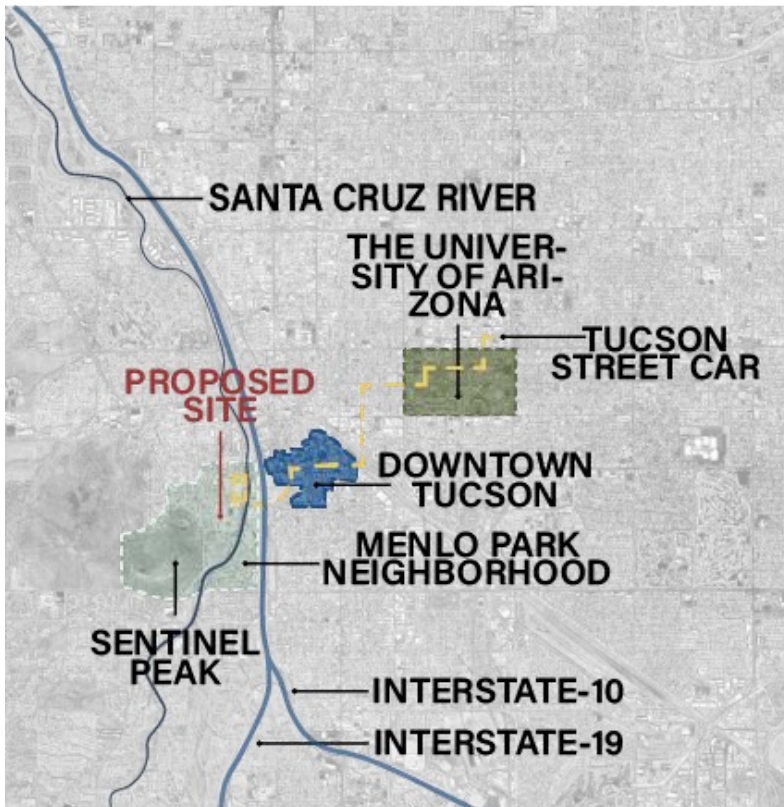 SANTA CRUZ RIVER
THE UNIVER-
SITY OF ARI-
ZONA
TUCSON
STREET CAR
PROPOSED
SITE
DOWNTOWN
TUCSON
MENLO PARK
NEIGHBORHOOD
SENTINEL
PEAK
INTERSTATE-10
INTERSTATE-19